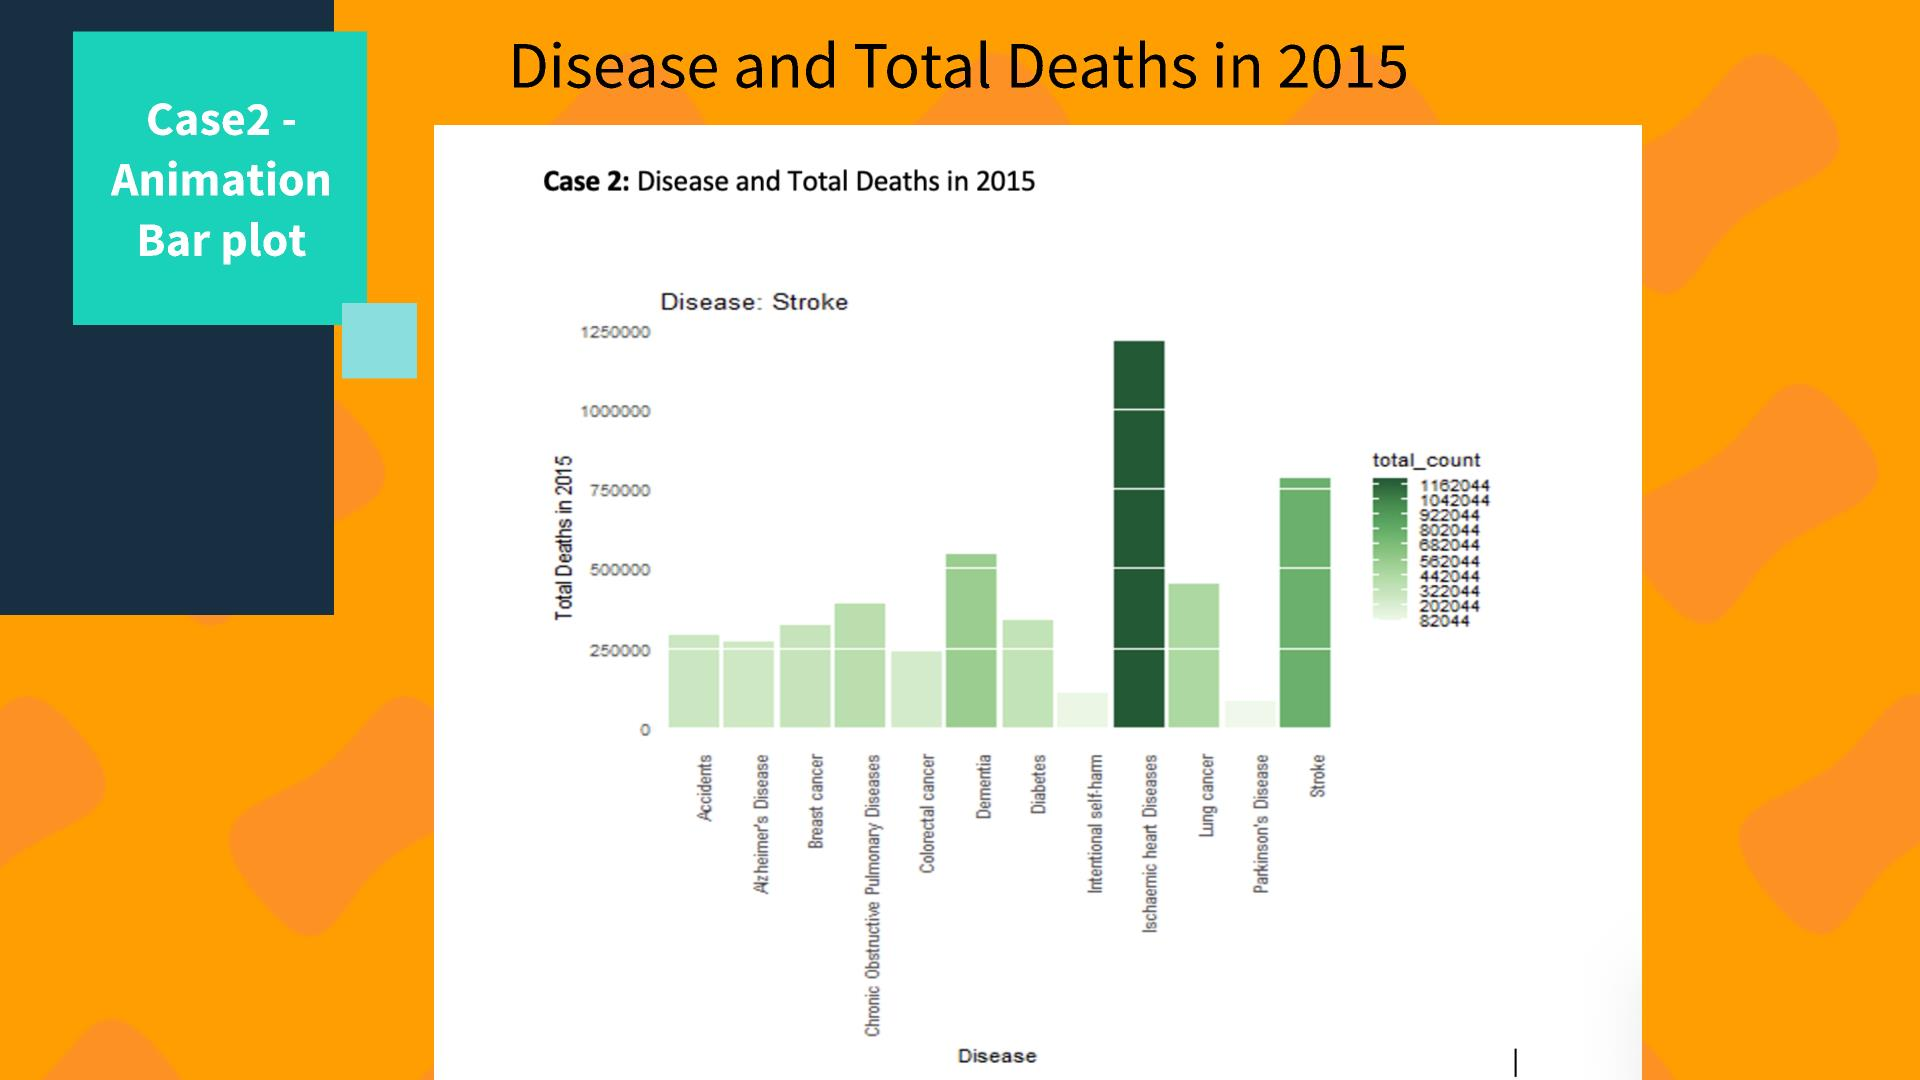 Disease and Total Deaths in 2015
Case2 -
Animation
Bar plot
Case 2: Disease and Total Deaths in 2015
Disease: Stroke
1250000
1000000
750000
500000
250000
0
Total Deaths in 2015
total_count
1162044
1042044
922044
802044
682044
562044
442044
322044
202044
82044
Accidents
Alzheimer's Disease
Breast cancer
Chronic Obstructive Pulmonary Diseases
Colorectal cancer
Dementia
Diabetes
Intentional self-harm
Ischaemic heart Diseases
Lung cancer
Parkinson's Disease
Stroke
Disease